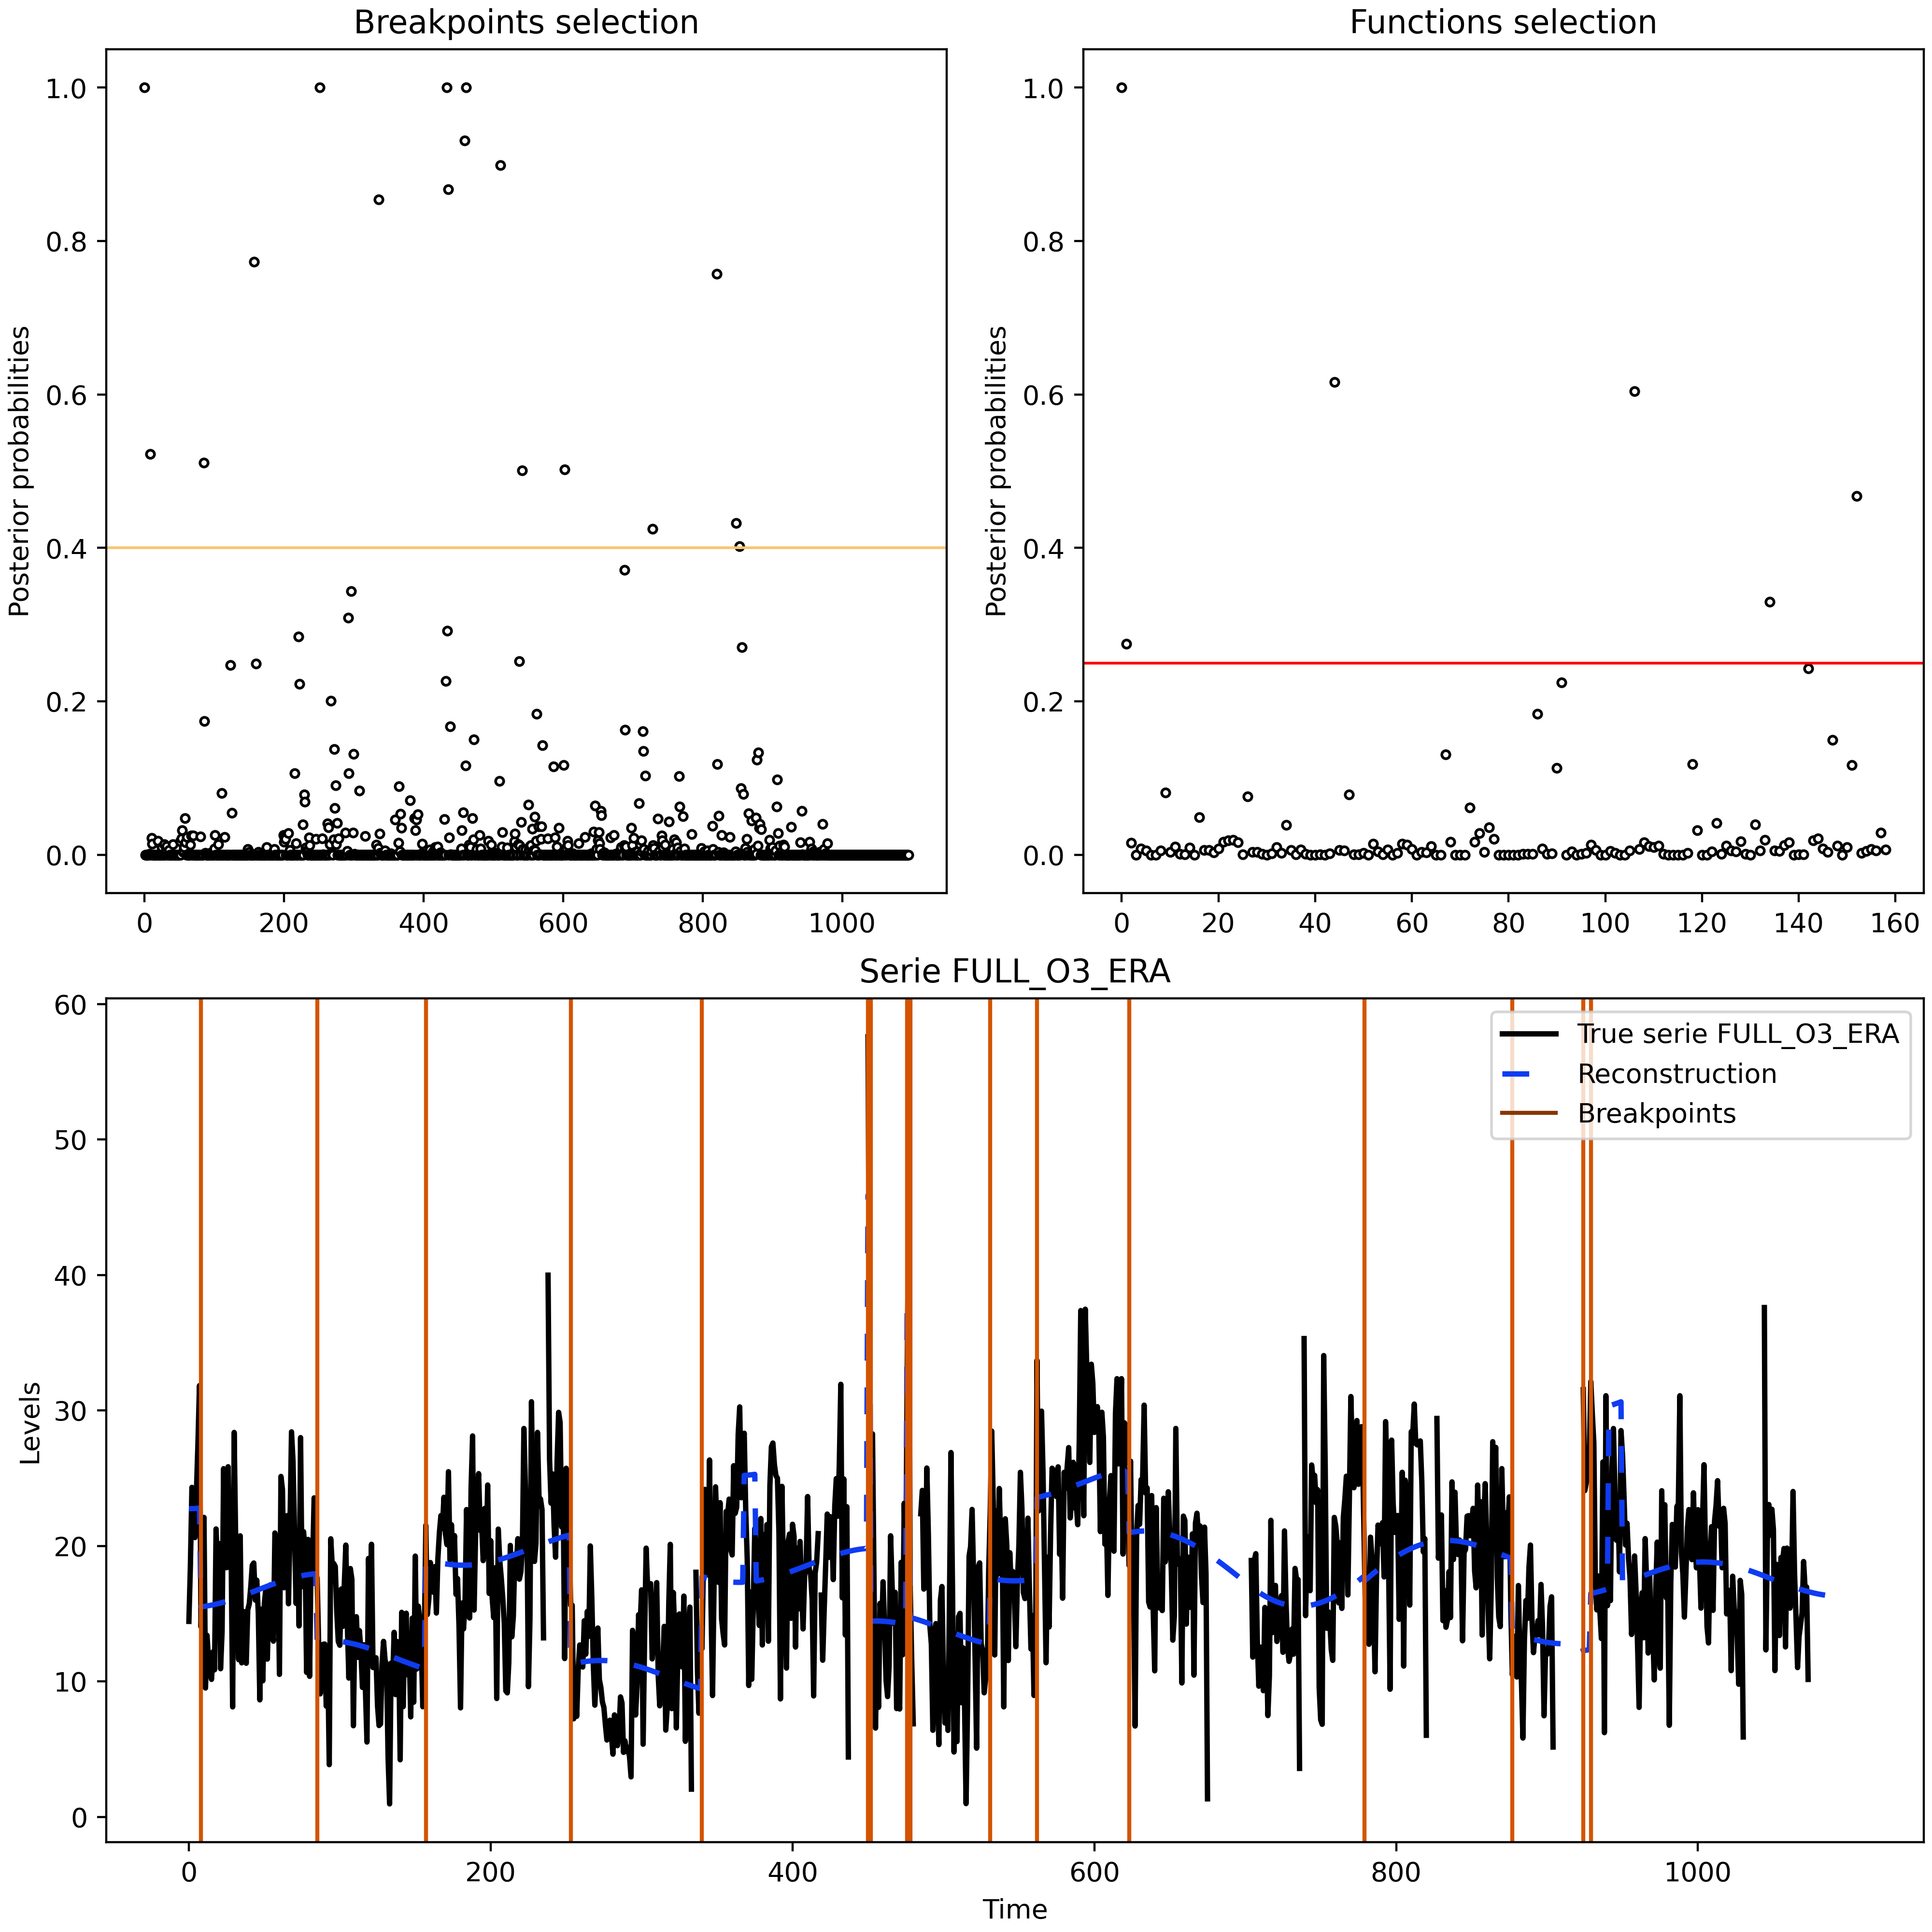 Breakpoints selection
Functions selection
Posterior probabilities
1.0
0.8
0.6
0.4
0.2
0.0
0 200 400 600 800 1000
Posterior probabilities
1.0
0.8
0.6
0.4
0.2
0.0
0 20 40 60 80 100 120 140 160
Serie FULL_O3_ERA
Levels
60
50
40
30
20
10
0
True serie FULL_O3_ERA
Reconstruction
Breakpoints
0 200 400 600 800 1000
Time